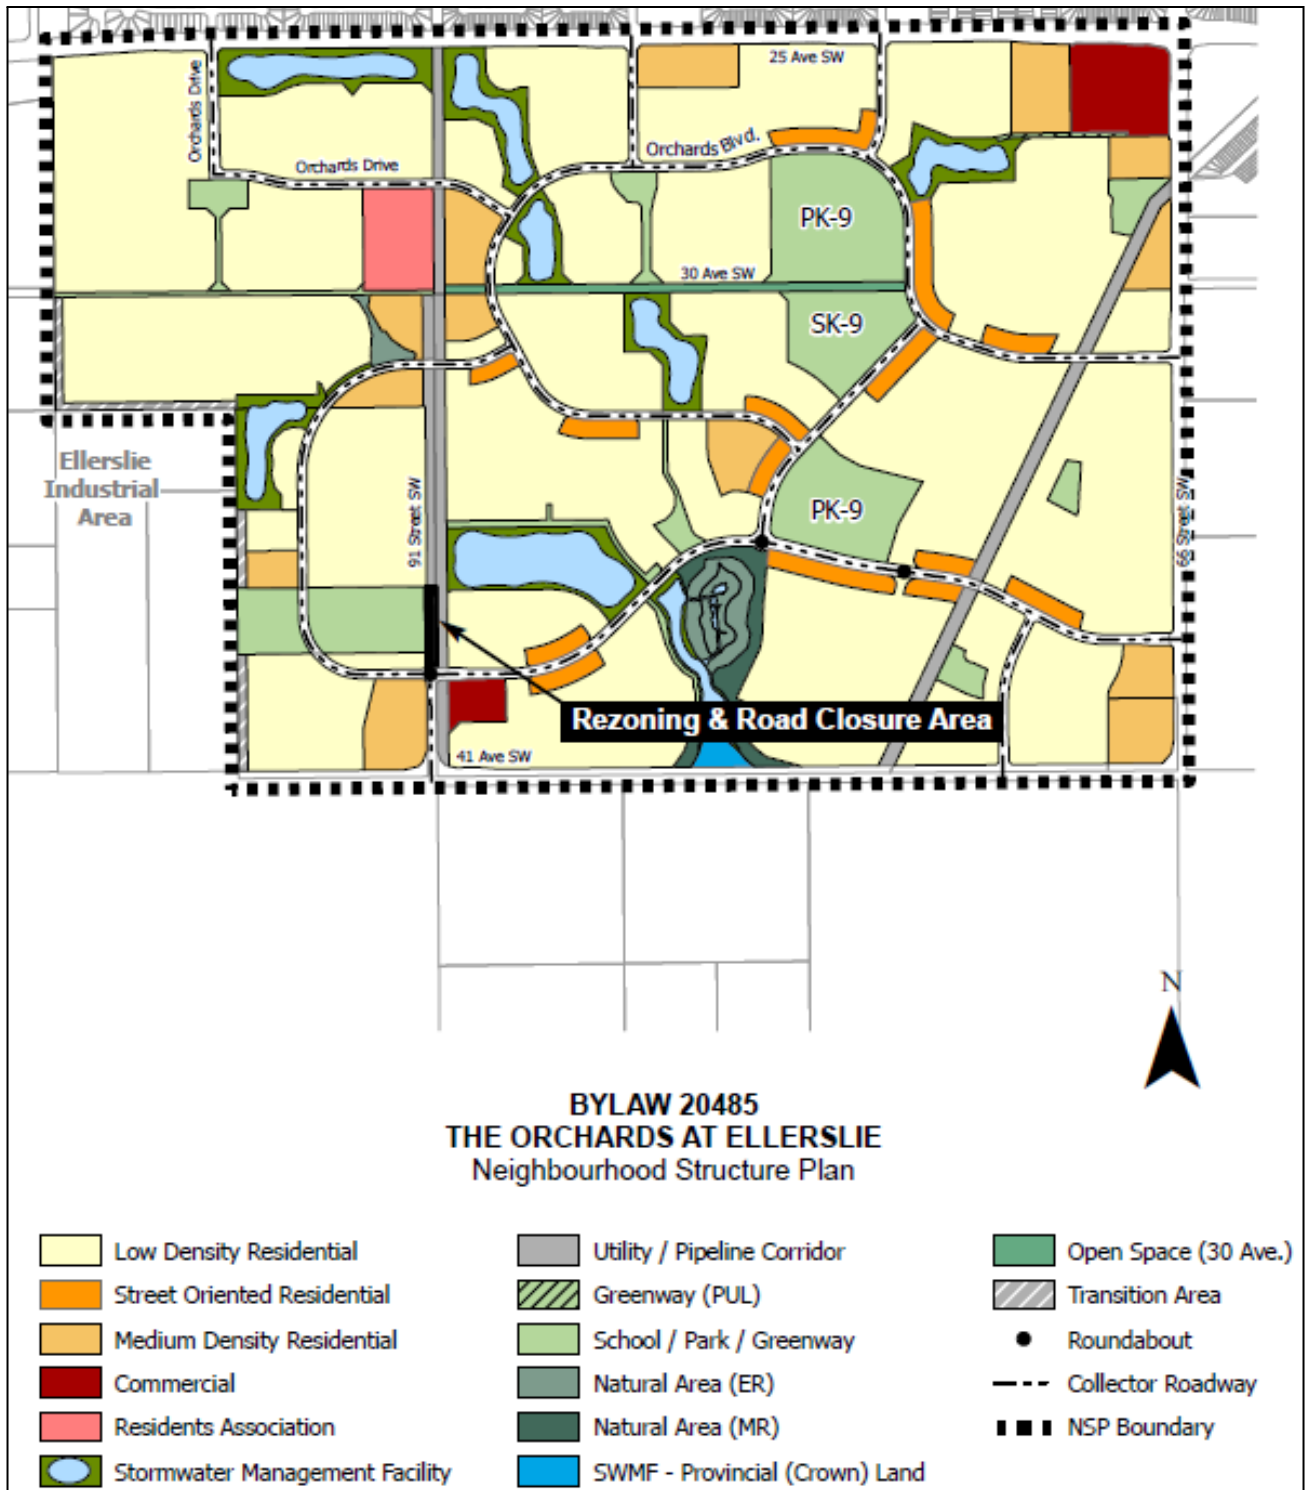 25 Ave SW
Orchards Drive
Orchards Blvd.
Orchards Drive
PK-9
30 Ave SW
SK-9
Ellerslie
Industrial
Area
91 Street SW
PK-9
66 Street SW
Rezoning & Road Closure Area
41 Ave SW
N
BYLAW 20485
THE ORCHARDS AT ELLERSLIE
Neighbourhood Structure Plan
Low Density Residential
Street Oriented Residential
Medium Density Residential
Commercial
Residents Association
Stormwater Management Facility
Utility / Pipeline Corridor
Greenway (PUL)
School / Park / Greenway
Natural Area (ER)
Natural Area (MR)
SWMF - Provincial (Crown) Land
Open Space (30 Ave.)
Transition Area
Roundabout
Collector Roadway
NSP Boundary